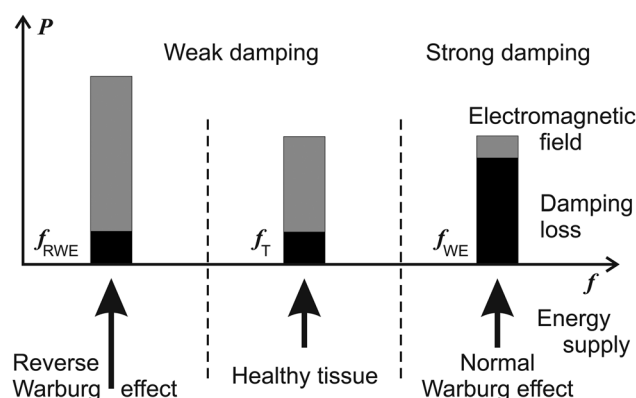 P
Weak damping
Strong damping
Electromagnetic
field
Damping
loss
f_RWE
f_T
f_WE
f
Energy
supply
Reverse
Warburg effect
Healthy tissue
Normal
Warburg effect